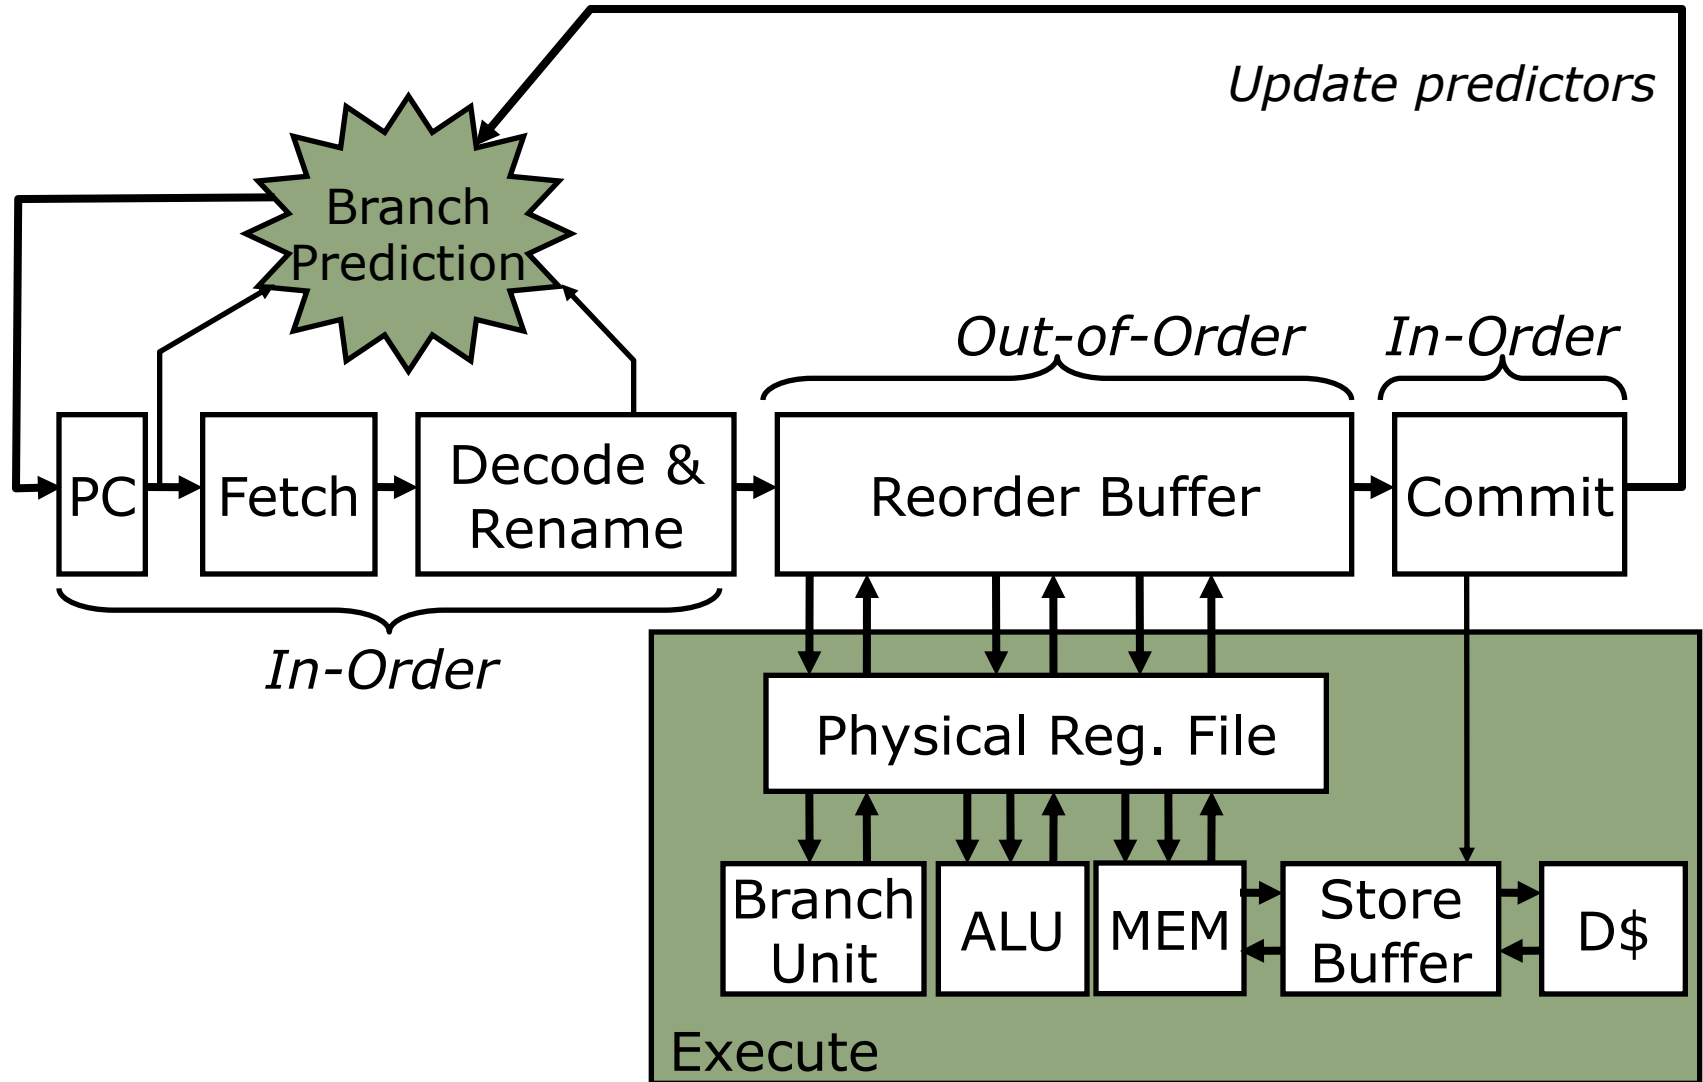 Update predictors
Branch
Prediction
Out-of-Order
In-Order
PC
Fetch
Decode &
Rename
Reorder Buffer
Commit
In-Order
Physical Reg. File
Branch
Unit
ALU
MEM
Store
Buffer
D$
Execute